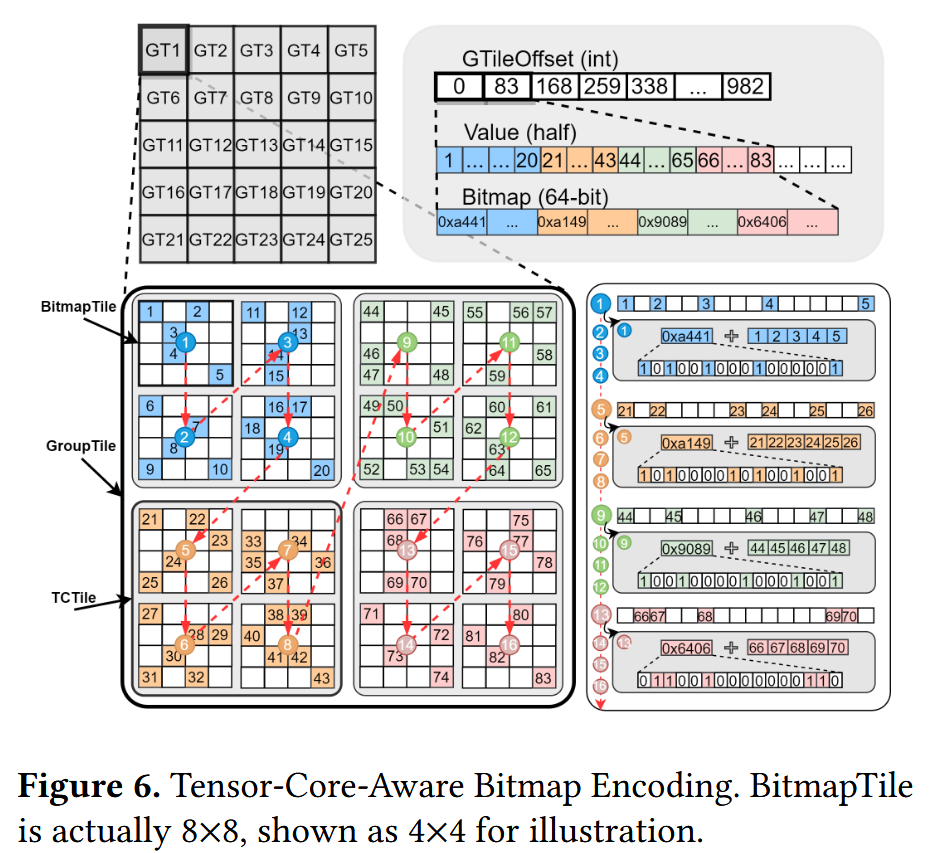 GT1 GT2 GT3 GT4 GT5
GT6 GT7 GT8 GT9 GT10
GT11 GT12 GT13 GT14 GT15
GT16 GT17 GT18 GT19 GT20
GT21 GT22 GT23 GT24 GT25
GTileOffset (int)
0 83 168 259 338 ... 982
Value (half)
1 ... ... 20 21 ... 43 44 ... 65 66 ... 83 ... ... ...
Bitmap (64-bit)
0xa441 ... 0xa149 ... 0x9089 ... 0x6406 ...
BitmapTile
GroupTile
TCTile
1 2
3
4
5
1
11 12
13
14
15
3
6
7
8
9 10
2
16 17
18
19
20
4
44 45
46
47 48
9
55 56 57
58
59
11
49 50
51
52 53 54
10
60 61
62
63
64 65
12
21 22
23
24
25 26
5
33 34
35 36
37
7
27
28 29
30
31 32
6
38 39
40
41 42
43
8
66 67
68
69 70
13
75
76 77
78
79
15
71
72
73
74
14
80
81
82
83
16
1 1 2 3 4 5
2 1 0xa441 + 1 2 3 4 5
3
4 1 0 1 0 0 1 0 0 0 1 0 0 0 0 0 1
5 21 22 23 24 25 26
6 5 0xa149 + 21 22 23 24 25 26
7
8 1 0 1 0 0 0 0 1 0 1 0 0 1 0 0 1
9 44 45 46 47 48
10 9 0x9089 + 44 45 46 47 48
11
12 1 0 0 1 0 0 0 0 1 0 0 0 1 0 0 1
13 66 67 68 69 70
14 13 0x6406 + 66 67 68 69 70
15
16 0 1 1 0 0 1 0 0 0 0 0 0 0 1 1 0
Figure 6. Tensor-Core-Aware Bitmap Encoding. BitmapTile
is actually 8×8, shown as 4×4 for illustration.